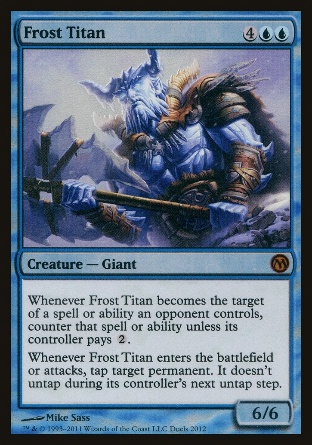 Frost Titan 4
Creature — Giant
Whenever Frost Titan becomes the target
of a spell or ability an opponent controls,
counter that spell or ability unless its
controller pays 2.
Whenever Frost Titan enters the battlefield
or attacks, tap target permanent. It doesn't
untap during its controller's next untap step.
Mike Sass
™ & © 1993–2011 Wizards of the Coast LLC Duels 2012
6/6